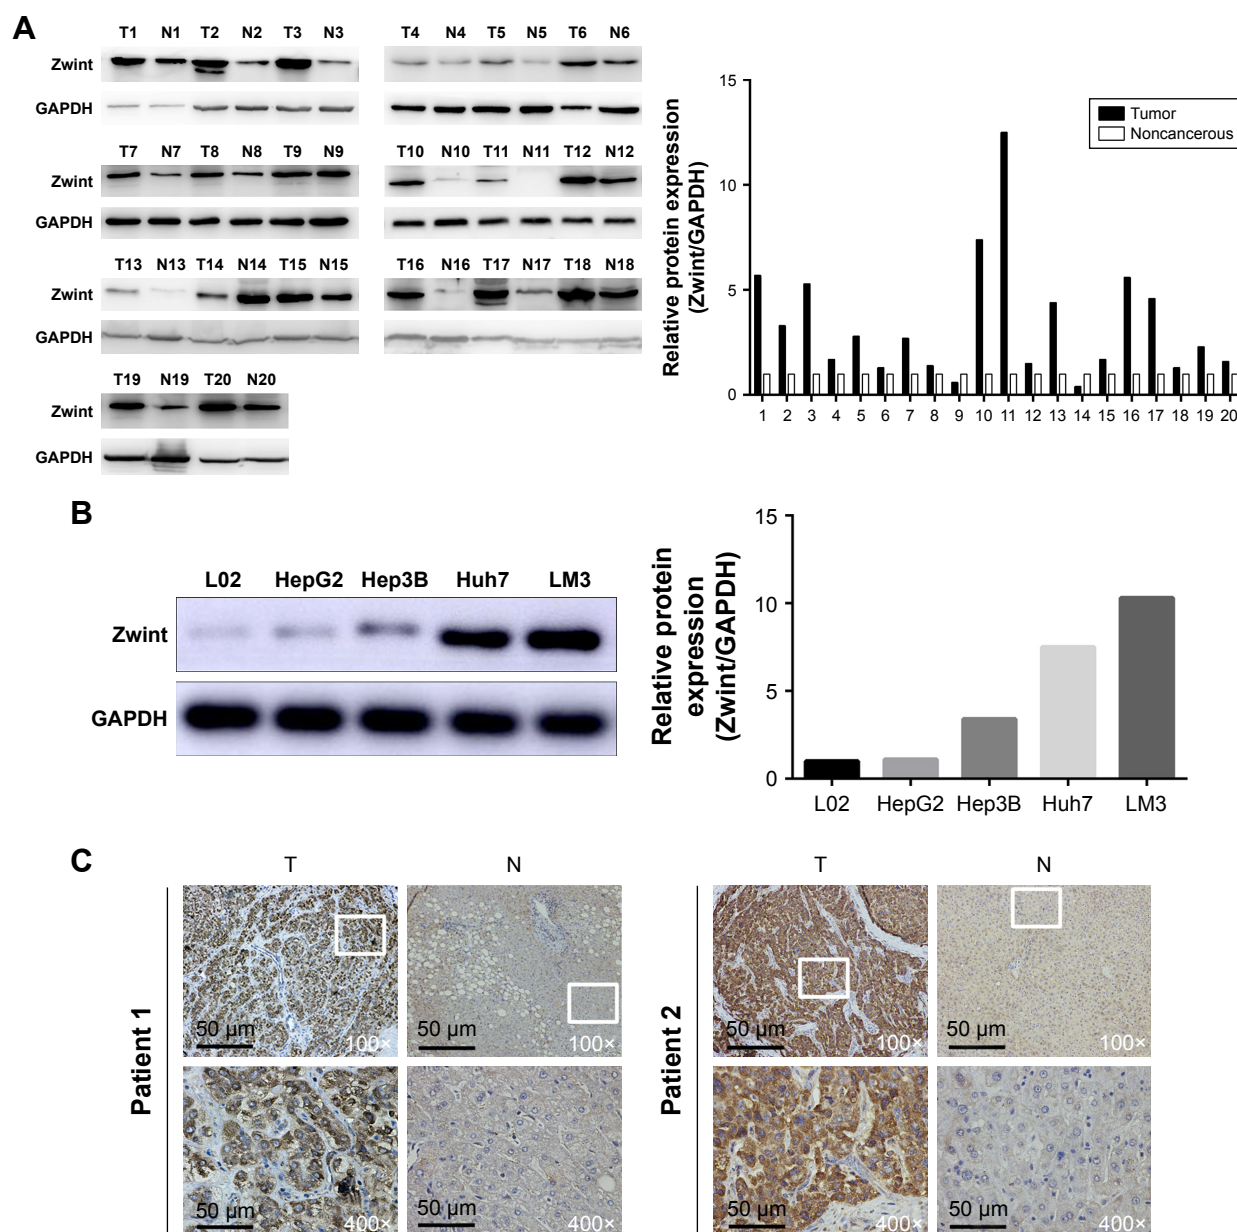 A
T1 N1 T2 N2 T3 N3
Zwint
GAPDH
T4 N4 T5 N5 T6 N6
T7 N7 T8 N8 T9 N9
Zwint
GAPDH
T10 N10 T11 N11 T12 N12
T13 N13 T14 N14 T15 N15
Zwint
GAPDH
T16 N16 T17 N17 T18 N18
T19 N19 T20 N20
Zwint
GAPDH
Relative protein expression
(Zwint/GAPDH)
15
10
5
0
Tumor
Noncancerous
1 2 3 4 5 6 7 8 9 10 11 12 13 14 15 16 17 18 19 20
B
L02 HepG2 Hep3B Huh7 LM3
Zwint
GAPDH
Relative protein
expression
(Zwint/GAPDH)
15
10
5
0
L02 HepG2 Hep3B Huh7 LM3
C
T N
Patient 1
50 µm 100×
50 µm 100×
50 µm 400×
50 µm 400×
T N
Patient 2
50 µm 100×
50 µm 100×
50 µm 400×
50 µm 400×